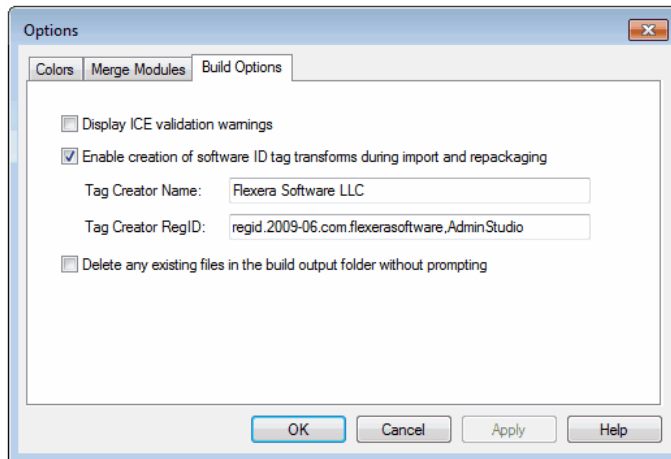 Options
Colors Merge Modules Build Options
Display ICE validation warnings
Enable creation of software ID tag transforms during import and repackaging
Tag Creator Name: Flexera Software LLC
Tag Creator RegID: regid.2009-06.com.flexerasoftware,AdminStudio
Delete any existing files in the build output folder without prompting
OK Cancel Apply Help